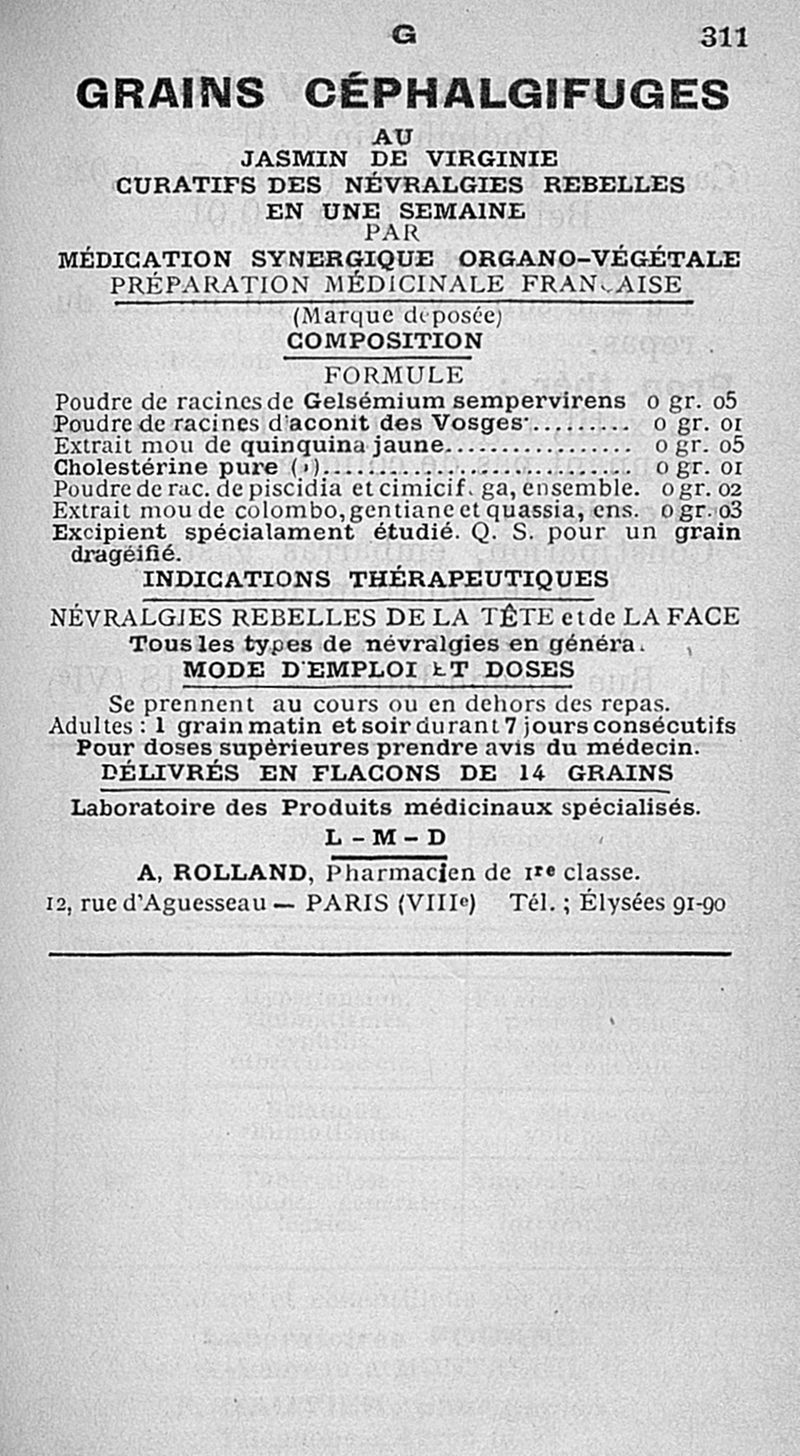 G 311
GRAINS CÉPHALGIFUGES
AU
JASMIN DE VIRGINIE
CURATIFS DES NÉVRALGIES REBELLES
EN UNE SEMAINE
PAR
MÉDICATION SYNERGIQUE ORGANO-VÉGÉTALE
PRÉPARATION MÉDICINALE FRANÇAISE
(Marque déposée)
COMPOSITION
FORMULE
Poudre de racines de Gelsémium sempervirens 0 gr. 05
Poudre de racines d'aconit des Vosges.......... 0 gr. 01
Extrait mou de quinquina jaune.................. 0 gr. 05
Cholestérine pure (1)............................. 0 gr. 01
Poudre de rac. de piscidia et cimicif. ga, ensemble. 0 gr. 02
Extrait mou de colombo, gentiane et quassia, ens. 0 gr. 03
Excipient spécialament étudié. Q. S. pour un grain
dragéifié.
INDICATIONS THÉRAPEUTIQUES
NÉVRALGIES REBELLES DE LA TÊTE et de LA FACE
Tous les types de névralgies en généra.
MODE D'EMPLOI ET DOSES
Se prennent au cours ou en dehors des repas.
Adultes : 1 grain matin et soir durant 7 jours consécutifs
Pour doses supèrieures prendre avis du médecin.
DÉLIVRÉS EN FLACONS DE 14 GRAINS
Laboratoire des Produits médicinaux spécialisés.
L - M - D
A, ROLLAND, Pharmacien de 1re classe.
12, rue d'Aguesseau — PARIS (VIIIe) Tél. ; Élysées 91-90